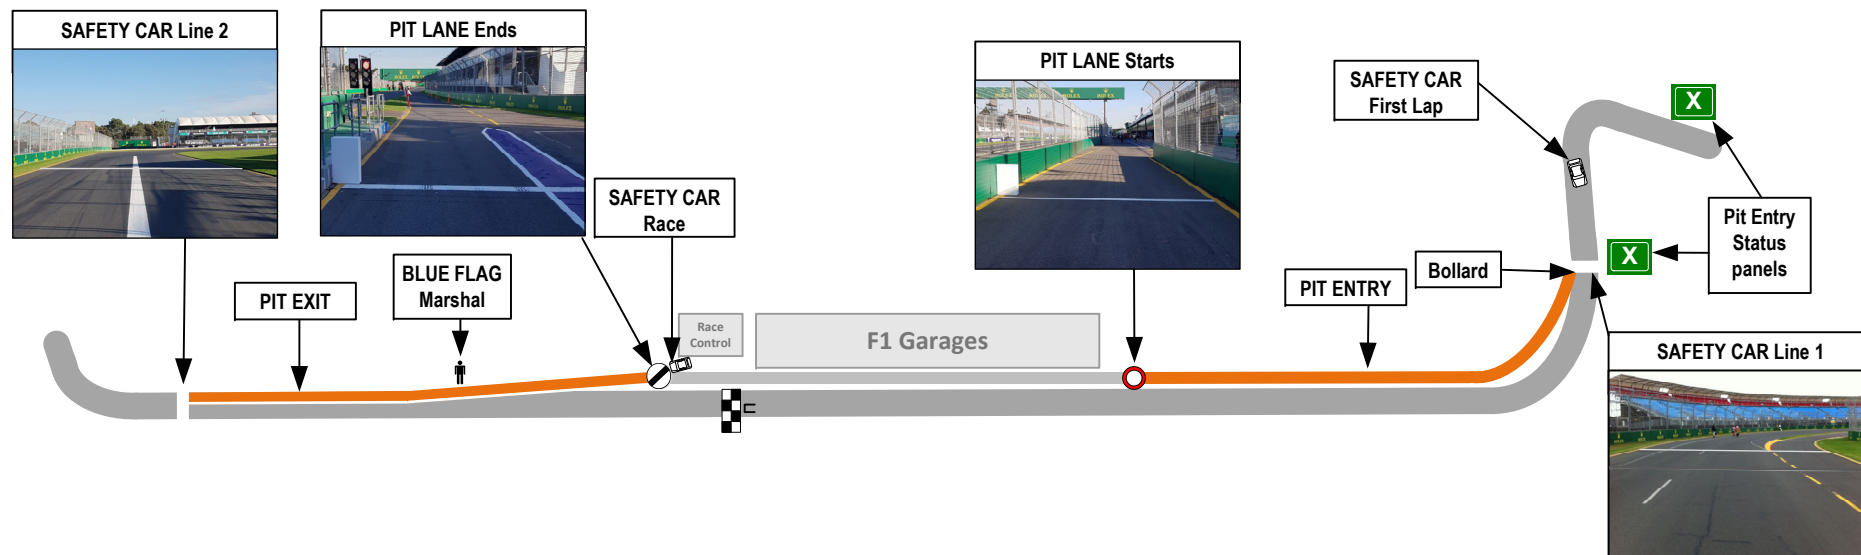 SAFETY CAR Line 2
PIT LANE Ends
PIT LANE Starts
SAFETY CAR
First Lap
X
SAFETY CAR
Race
BLUE FLAG
Marshal
PIT EXIT
Race
Control
F1 Garages
PIT ENTRY
Bollard
X
Pit Entry
Status
panels
SAFETY CAR Line 1
ROLEX